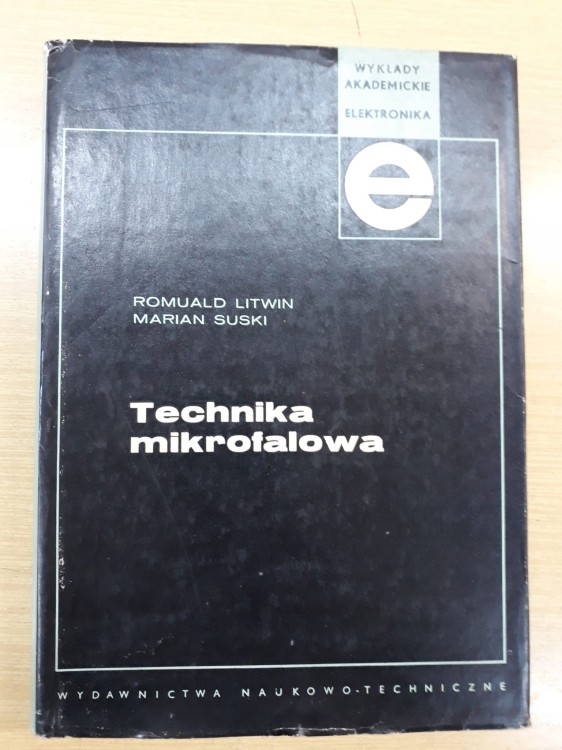 WYKŁADY
AKADEMICKIE
ELEKTRONIKA
e
ROMUALD LITWIN
MARIAN SUSKI
Technika
mikrofalowa
WYDAWNICTWA NAUKOWO-TECHNICZNE